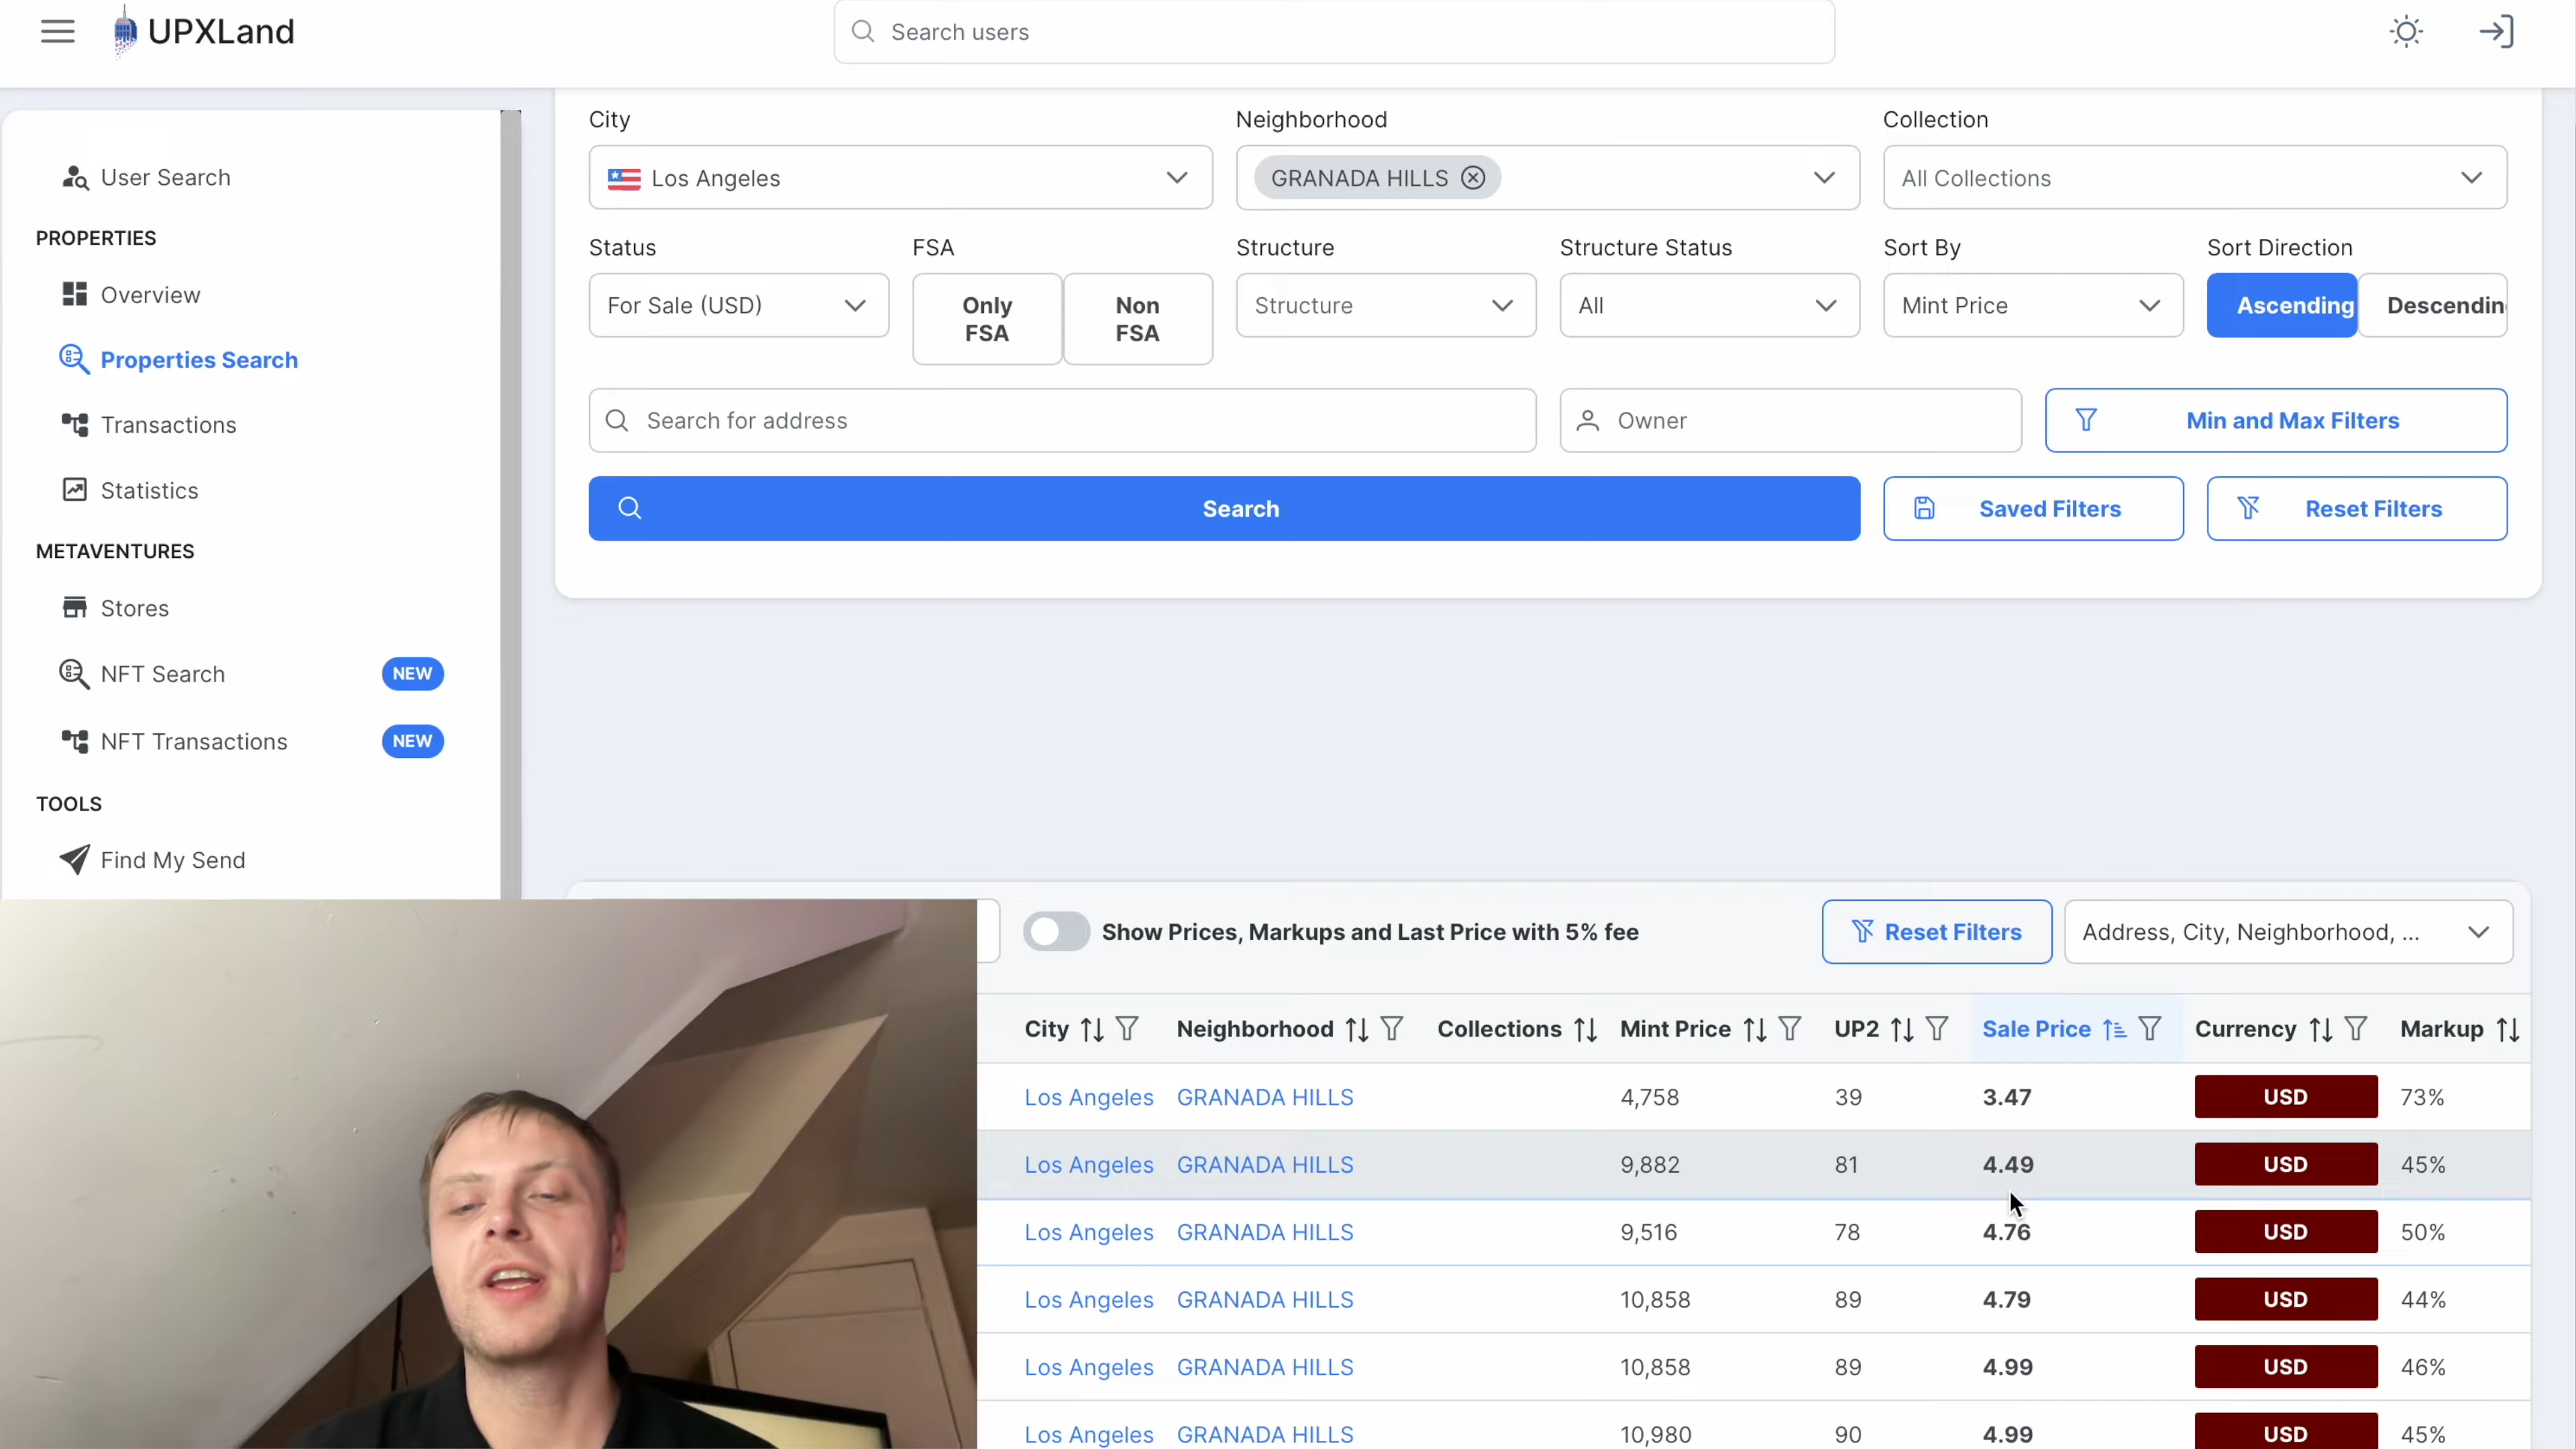 UPXLand
Search users
User Search
PROPERTIES
Overview
Properties Search
Transactions
Statistics
METAVENTURES
Stores
NFT Search NEW
NFT Transactions NEW
TOOLS
Find My Send
City Neighborhood Collection
Los Angeles GRANADA HILLS All Collections
Status FSA Structure Structure Status Sort By Sort Direction
For Sale (USD) Only FSA Non FSA Structure All Mint Price Ascending Descendin
Search for address Owner Min and Max Filters
Search Saved Filters Reset Filters
Show Prices, Markups and Last Price with 5% fee Reset Filters Address, City, Neighborhood, ...
City Neighborhood Collections Mint Price UP2 Sale Price Currency Markup
Los Angeles GRANADA HILLS 4,758 39 3.47 USD 73%
Los Angeles GRANADA HILLS 9,882 81 4.49 USD 45%
Los Angeles GRANADA HILLS 9,516 78 4.76 USD 50%
Los Angeles GRANADA HILLS 10,858 89 4.79 USD 44%
Los Angeles GRANADA HILLS 10,858 89 4.99 USD 46%
Los Angeles GRANADA HILLS 10,980 90 4.99 USD 45%